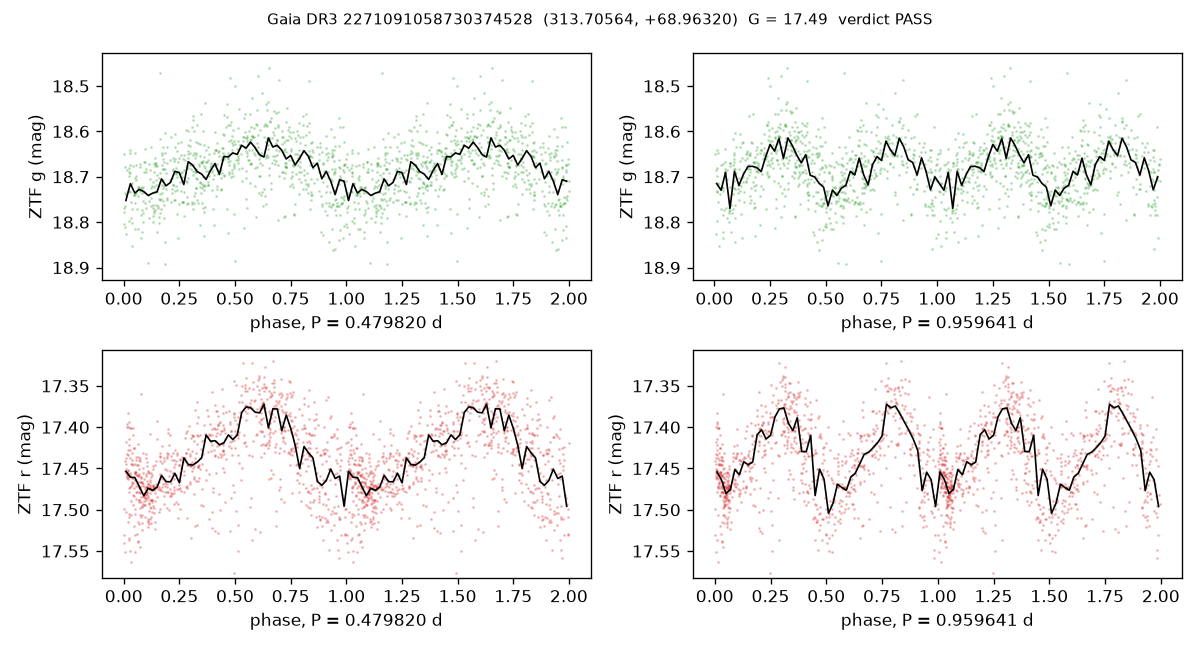 Gaia DR3 2271091058730374528 (313.70564, +68.96320) G = 17.49 verdict PASS
ZTF g (mag)
18.5
18.6
18.7
18.8
18.9
0.00 0.25 0.50 0.75 1.00 1.25 1.50 1.75 2.00
phase, P = 0.479820 d
ZTF g (mag)
18.5
18.6
18.7
18.8
18.9
0.00 0.25 0.50 0.75 1.00 1.25 1.50 1.75 2.00
phase, P = 0.959641 d
ZTF r (mag)
17.35
17.40
17.45
17.50
17.55
0.00 0.25 0.50 0.75 1.00 1.25 1.50 1.75 2.00
phase, P = 0.479820 d
ZTF r (mag)
17.35
17.40
17.45
17.50
17.55
0.00 0.25 0.50 0.75 1.00 1.25 1.50 1.75 2.00
phase, P = 0.959641 d